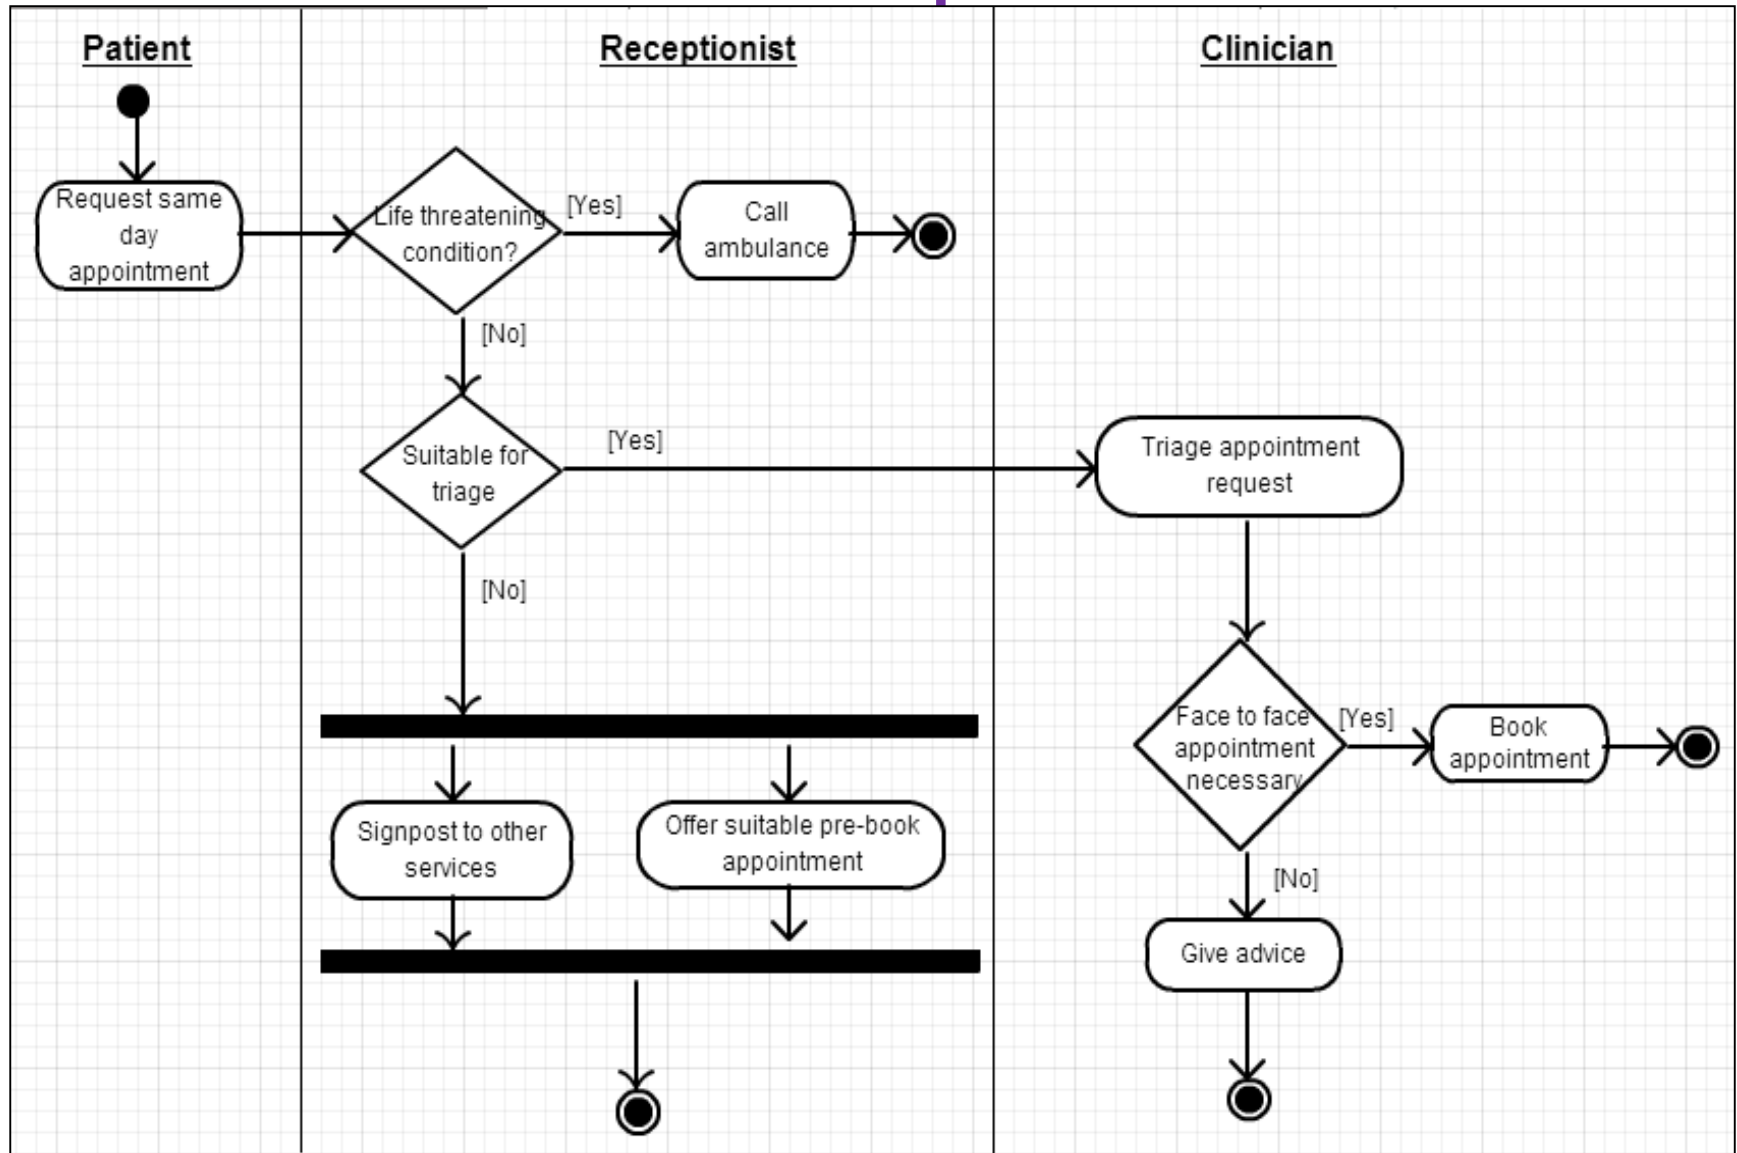 Patient
Receptionist
Clinician
Request same
day
appointment
Life threatening
condition?
[Yes]
Call
ambulance
[No]
Suitable for
triage
[Yes]
Triage appointment
request
[No]
Face to face
appointment
necessary
[Yes]
Book
appointment
Signpost to other
services
Offer suitable pre-book
appointment
[No]
Give advice